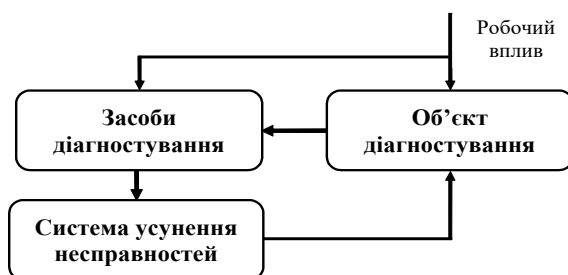 Робочий
вплив
Засоби
діагностування
Об’єкт
діагностування
Система усунення
несправностей